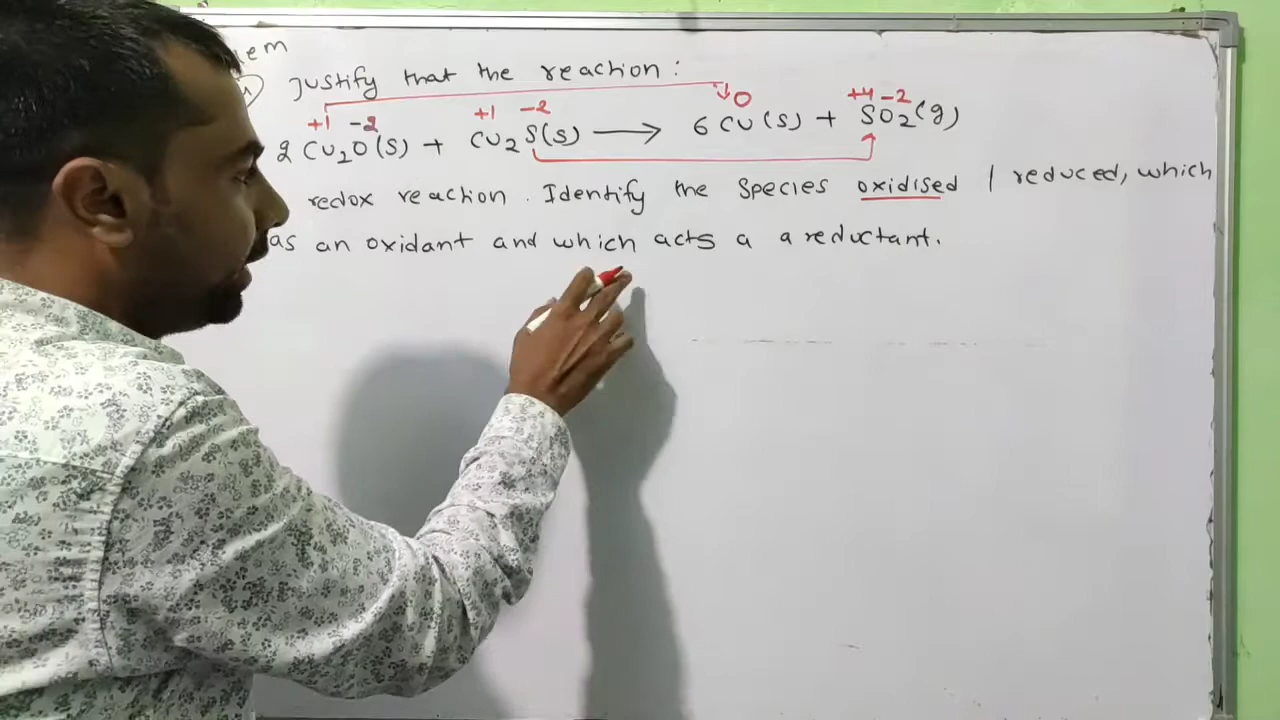 em
Justify that the reaction:
0 +4 -2
+1 -2 +1 -2
2 Cu2O(s) + Cu2S(s) ⟶ 6 Cu(s) + SO2(g)
redox reaction. Identify the species oxidised / reduced, which
as an oxidant and which acts a a reductant.